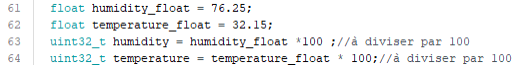 61 float humidity_float = 76.25;
62 float temperature_float = 32.15;
63 uint32_t humidity = humidity_float *100 ;//à diviser par 100
64 uint32_t temperature = temperature_float * 100;//à diviser par 100